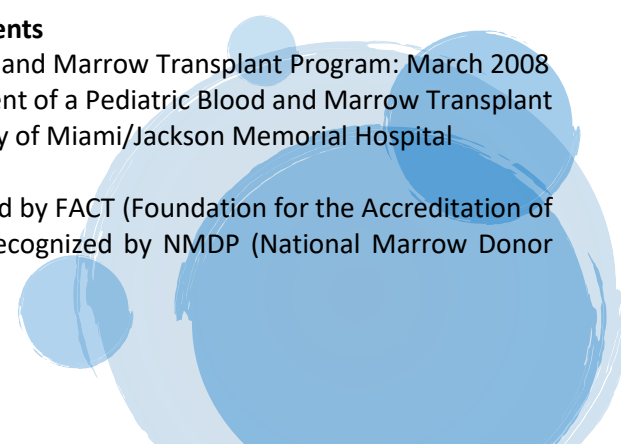 ents
and Marrow Transplant Program: March 2008
ent of a Pediatric Blood and Marrow Transplant
y of Miami/Jackson Memorial Hospital
d by FACT (Foundation for the Accreditation of
ecognized by NMDP (National Marrow Donor